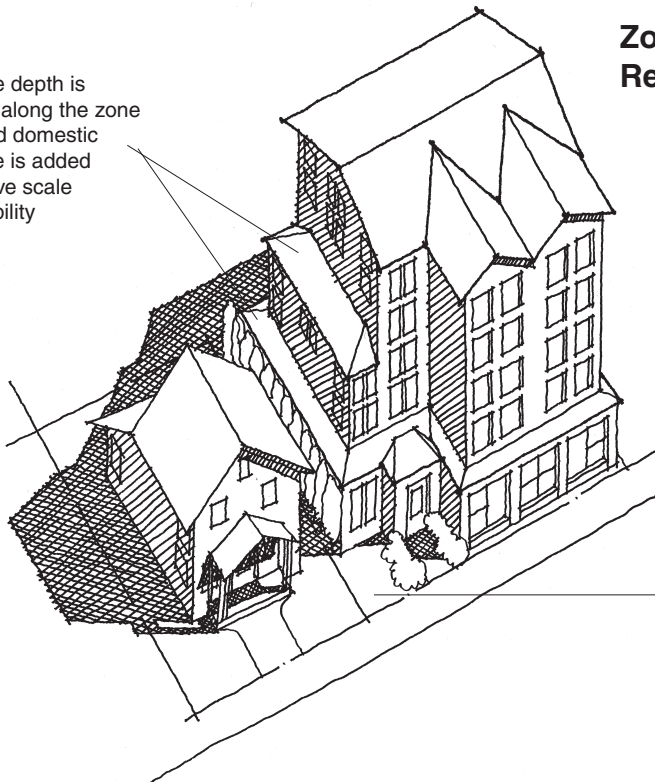 Zo
Re
e depth is
along the zone
d domestic
e is added
ve scale
bility